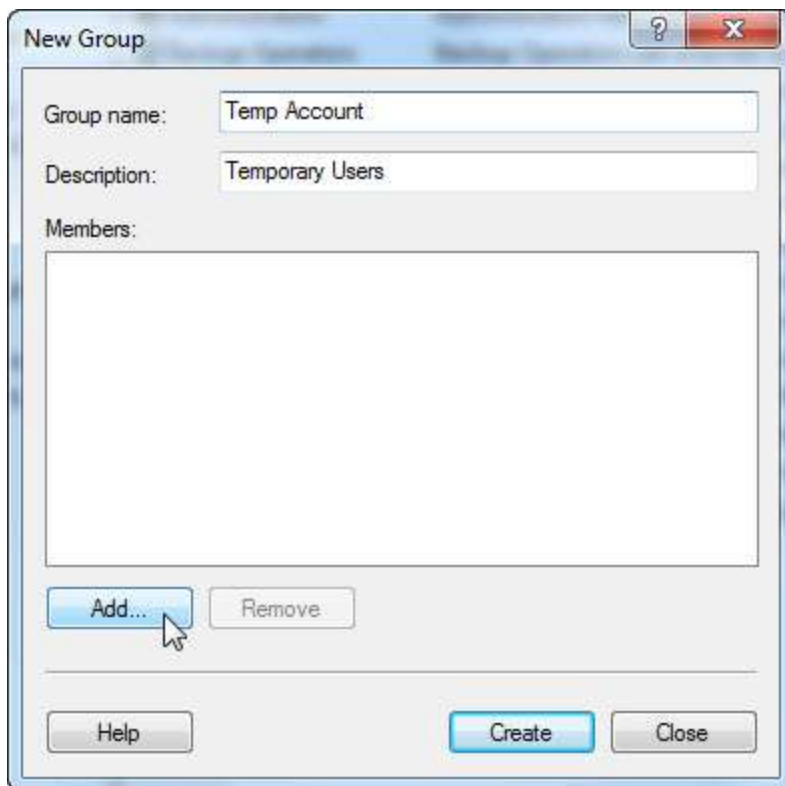 New Group
Group name: Temp Account
Description: Temporary Users
Members:
Add... Remove
Help Create Close